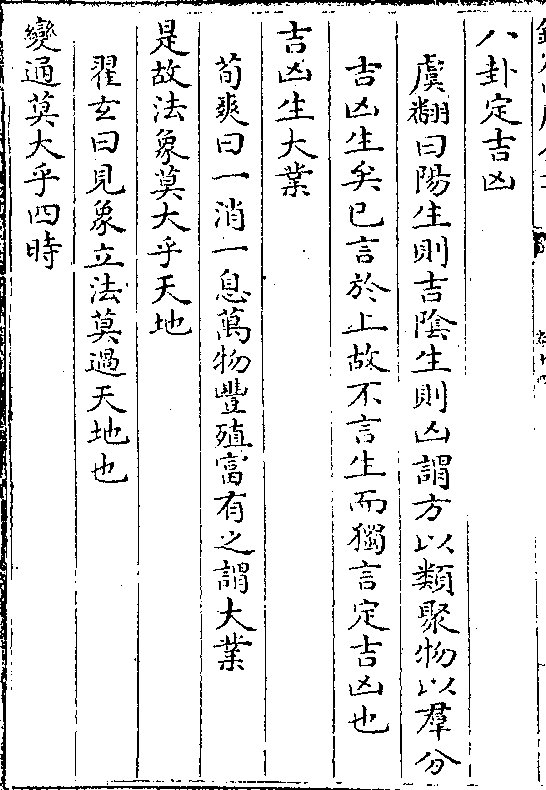 八卦定吉凶
虞翻曰陽生則吉陰生則凶謂方以類聚物以羣分
吉凶生矣已言於上故不言生而獨言定吉凶也
吉凶生大業
荀爽曰一消一息萬物豐殖富有之謂大業
是故法象莫大乎天地
翟玄曰見象立法莫過天地也
變通莫大乎四時